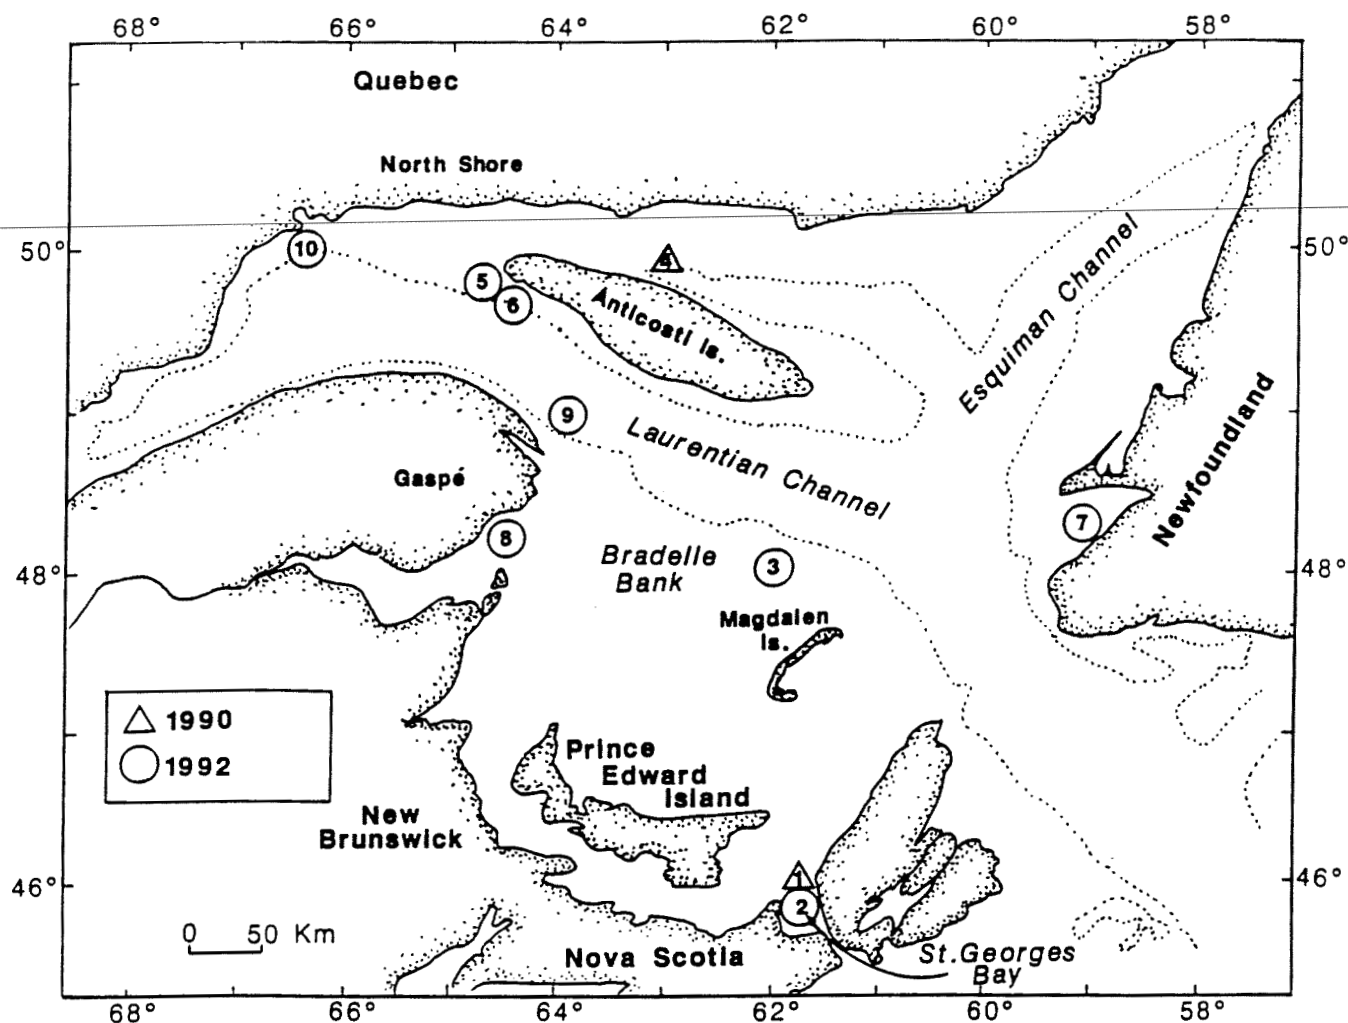 68° 66° 64° 62° 60° 58°
Quebec
North Shore
50° 50°
10
4
5
6
Anticosti Is.
Esquiman Channel
9
Laurentian Channel
Gaspé
Newfoundland
7
8
Bradelle
Bank
3
48° 48°
Magdalen
Is.
1990
1992
Prince
Edward
Island
New
Brunswick
46° 46°
1
2
0 50 Km
Nova Scotia
St.Georges
Bay
68° 66° 64° 62° 60° 58°